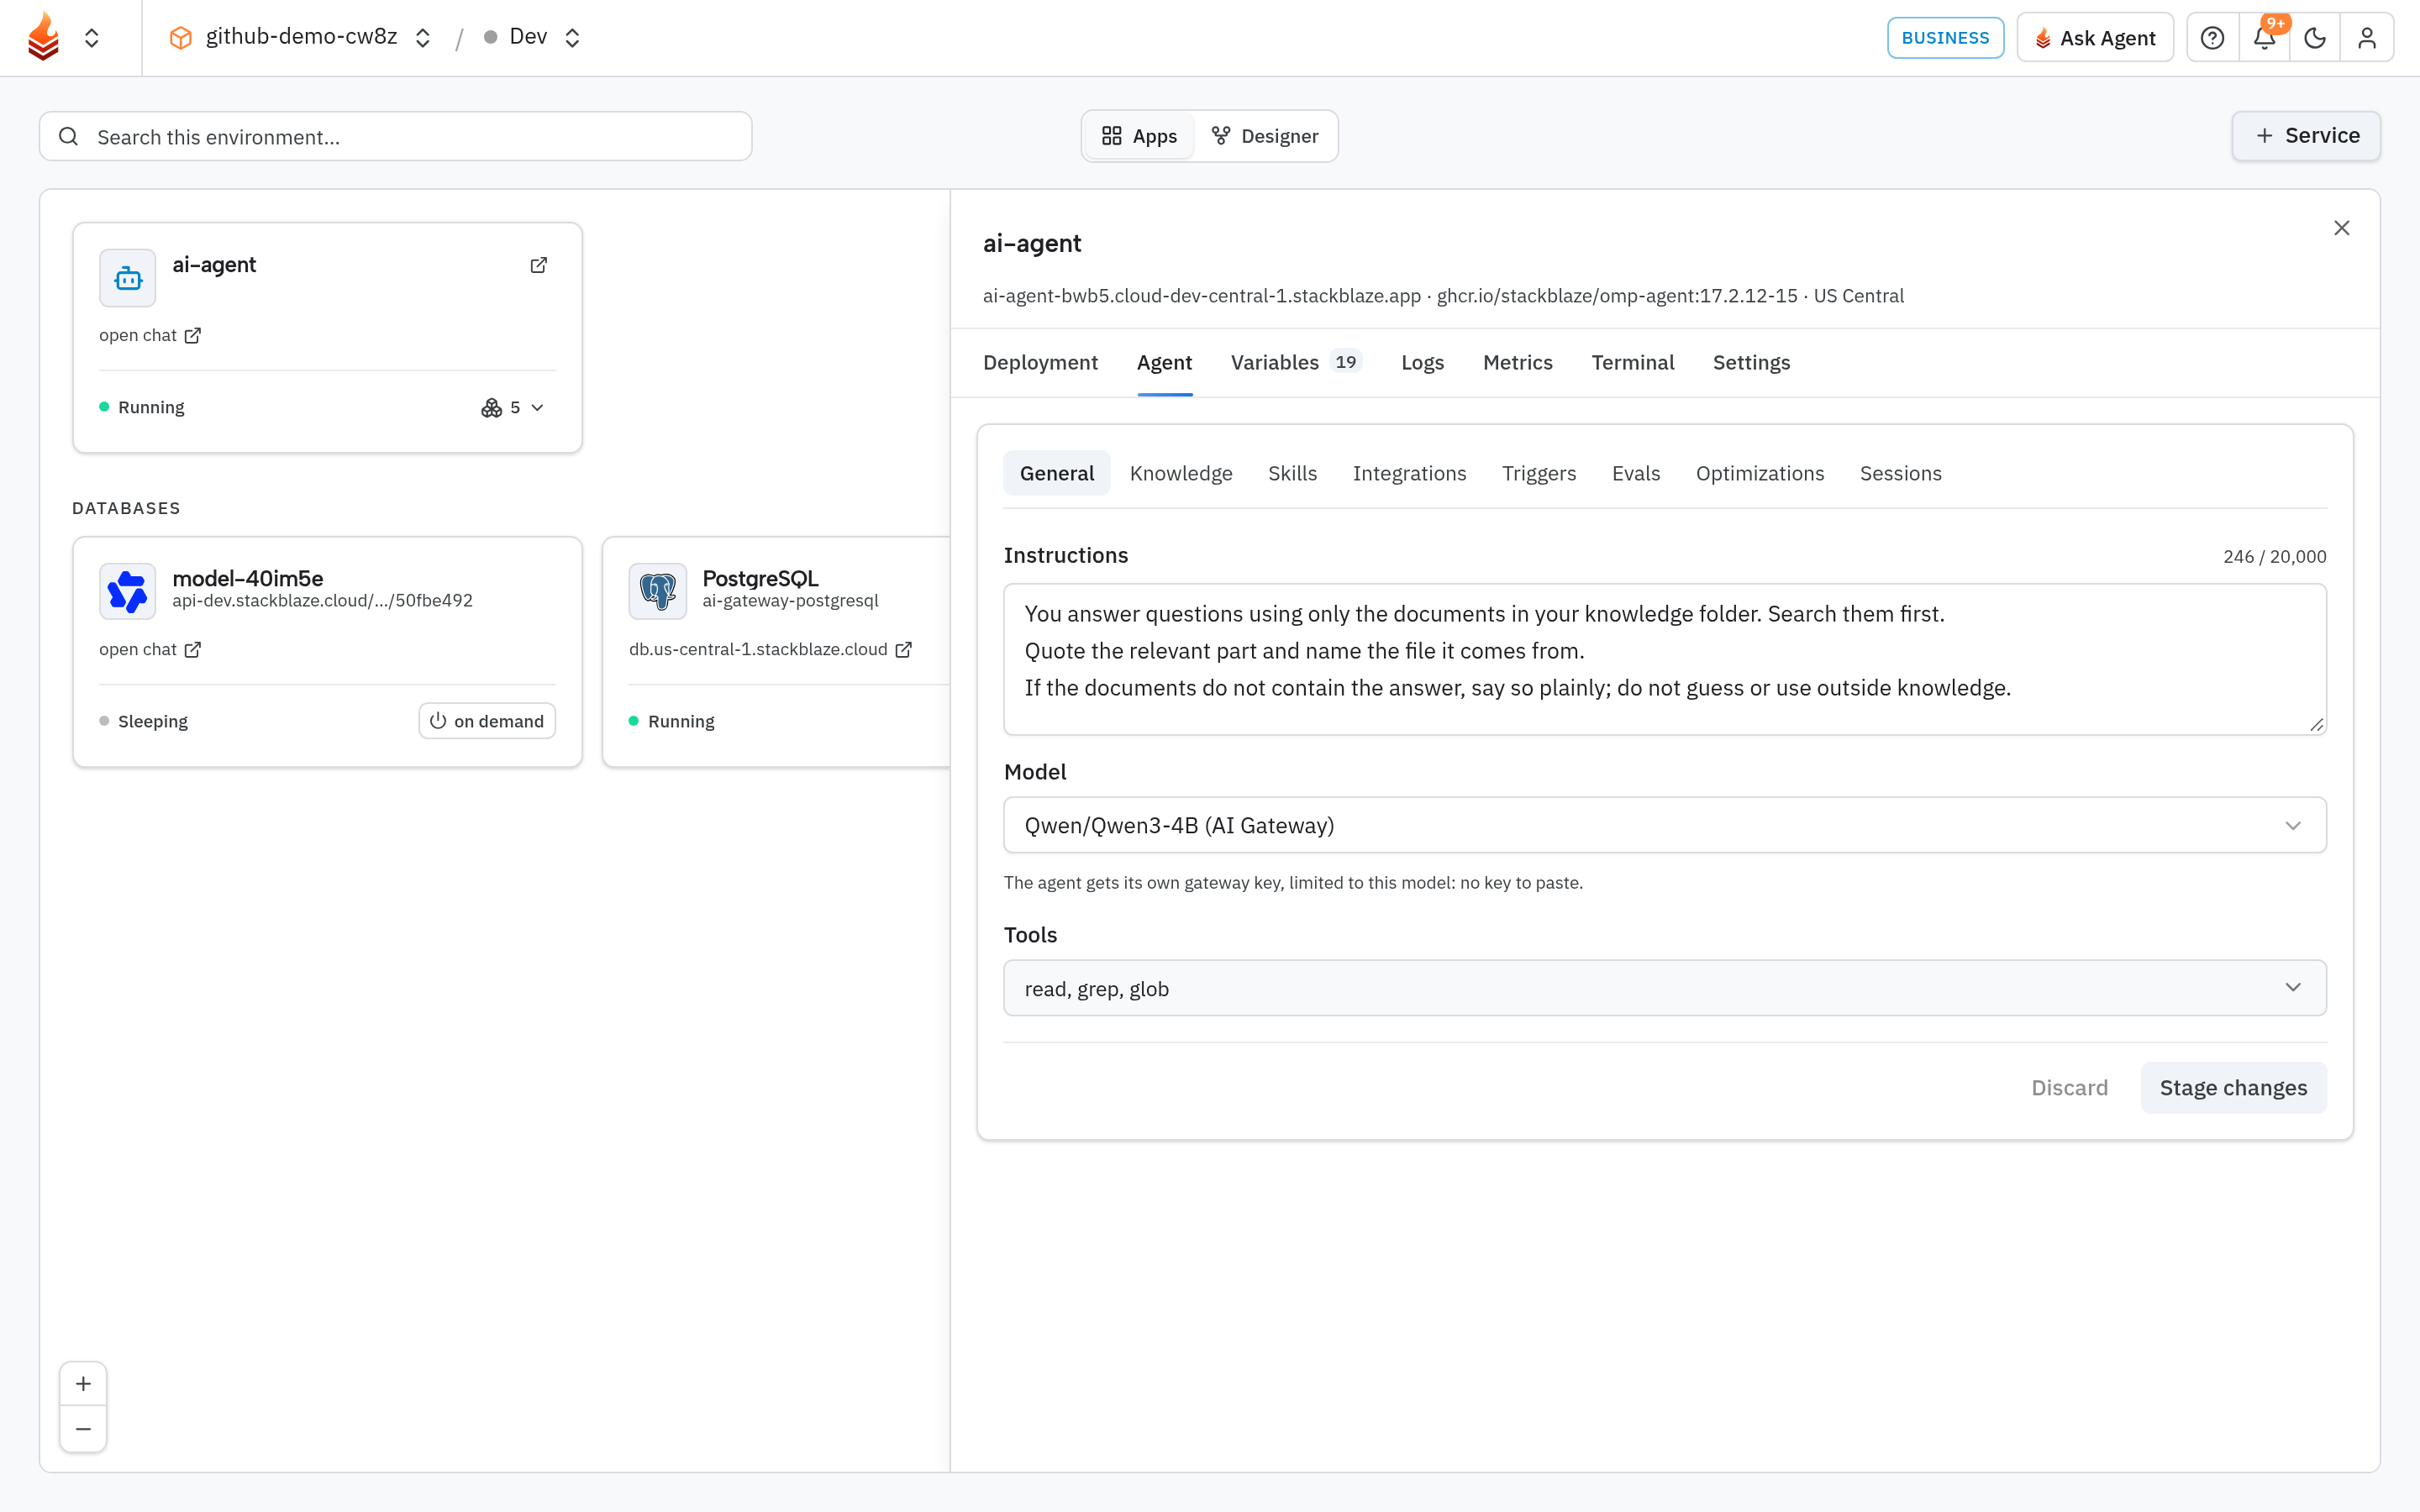 github-demo-cw8z / Dev
BUSINESS
Ask Agent
9+
Search this environment...
Apps
Designer
+ Service
ai-agent
open chat
Running
5
DATABASES
model-40im5e
api-dev.stackblaze.cloud/.../50fbe492
open chat
Sleeping
on demand
PostgreSQL
ai-gateway-postgresql
db.us-central-1.stackblaze.cloud
Running
ai-agent
ai-agent-bwb5.cloud-dev-central-1.stackblaze.app · ghcr.io/stackblaze/omp-agent:17.2.12-15 · US Central
Deployment Agent Variables 19 Logs Metrics Terminal Settings
General Knowledge Skills Integrations Triggers Evals Optimizations Sessions
Instructions
246 / 20,000
You answer questions using only the documents in your knowledge folder. Search them first.
Quote the relevant part and name the file it comes from.
If the documents do not contain the answer, say so plainly; do not guess or use outside knowledge.
Model
Qwen/Qwen3-4B (AI Gateway)
The agent gets its own gateway key, limited to this model: no key to paste.
Tools
read, grep, glob
Discard
Stage changes